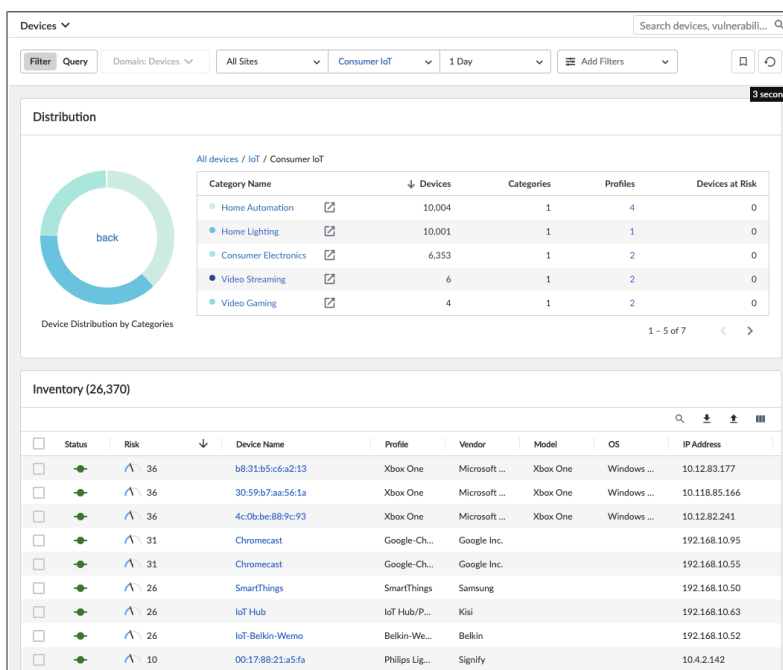 Devices
Search devices, vulnerabili...
Filter Query Domain: Devices All Sites Consumer IoT 1 Day Add Filters
3 secon
Distribution
All devices / IoT / Consumer IoT
Category Name Devices Categories Profiles Devices at Risk
Home Automation 10,004 1 4 0
Home Lighting 10,001 1 1 0
Consumer Electronics 6,353 1 2 0
Video Streaming 6 1 2 0
Video Gaming 4 1 2 0
back
Device Distribution by Categories
1 – 5 of 7
Inventory (26,370)
Status Risk Device Name Profile Vendor Model OS IP Address
36 b8:31:b5:c6:a2:13 Xbox One Microsoft ... Xbox One Windows ... 10.12.83.177
36 30:59:b7:aa:56:1a Xbox One Microsoft ... Xbox One Windows ... 10.118.85.166
36 4c:0b:be:88:9c:93 Xbox One Microsoft ... Xbox One Windows ... 10.12.82.241
31 Chromecast Google-Ch... Google Inc. 192.168.10.95
31 Chromecast Google-Ch... Google Inc. 192.168.10.55
26 SmartThings SmartThings Samsung 192.168.10.50
26 IoT Hub IoT Hub/P... Kisi 192.168.10.63
26 IoT-Belkin-Wemo Belkin-We... Belkin 192.168.10.52
10 00:17:88:21:a5:fa Philips Lig... Signify 10.4.2.142